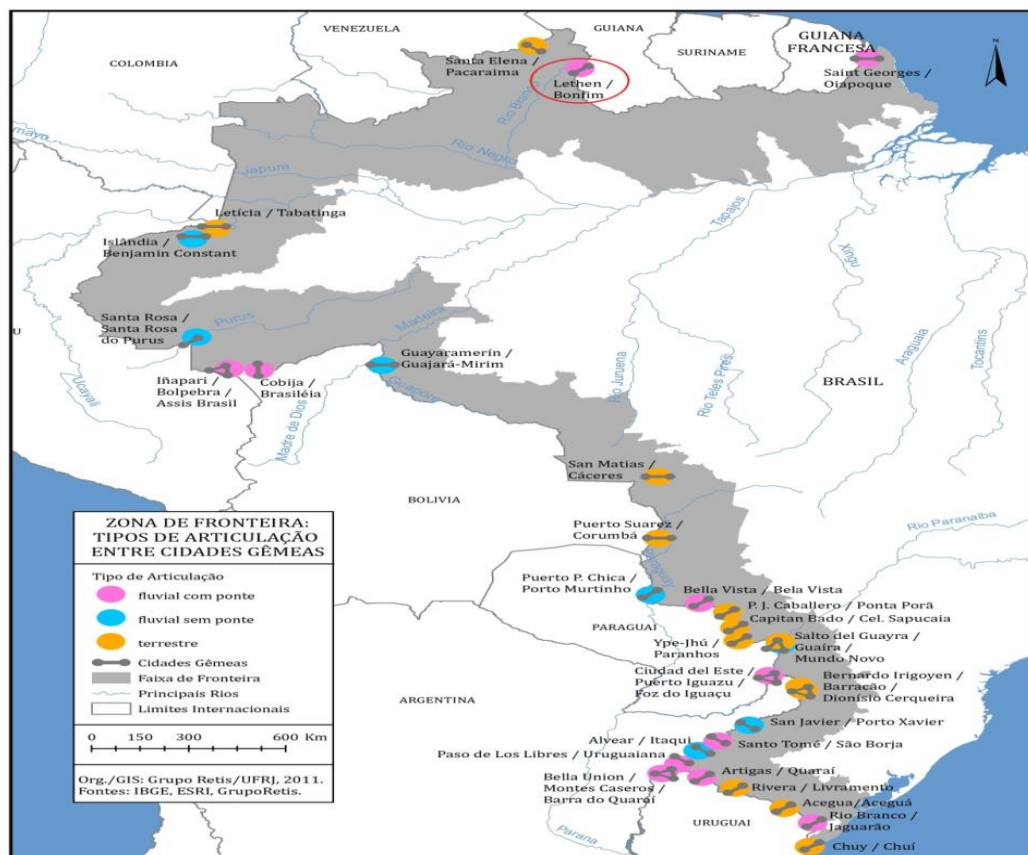 VENEZUELA
GUIANA
SURINAME
GUIANA
FRANCESA
COLOMBIA
N
Santa Elena /
Pacaraima
Lethen /
Bonfim
Saint Georges /
Oiapoque
Rio Branco
Rio Negro
Japura
Letícia / Tabatinga
Islândia /
Benjamin Constant
Tapajos
Xingu
Santa Rosa /
Santa Rosa
do Purus
Purus
Madeira
Ucayali
Iñapari /
Bolpebra /
Assis Brasil
Cobija /
Brasiléia
Guayaramerín /
Guajará-Mirim
Guaporé
Madre de Dios
Rio Juruena
Rio Teles Pires
Araguaia
Tocantins
BRASIL
BOLIVIA
San Matias /
Cáceres
Puerto Suarez /
Corumbá
Paraguay
Rio Paranaiba
Puerto P. Chica /
Porto Murtinho
Bella Vista / Bela Vista
P. J. Caballero / Ponta Porã
Capitan Bado / Cel. Sapucaia
PARAGUAI
Ype-Jhú /
Paranhos
Salto del Guayra /
Guaíra /
Mundo Novo
Ciudad del Este /
Puerto Iguazu /
Foz do Iguaçu
Bernardo Irigoyen /
Barracão /
Dionísio Cerqueira
ARGENTINA
San Javier / Porto Xavier
Alvear / Itaqui
Santo Tomé / São Borja
Paso de Los Libres / Uruguaiana
Bella Union /
Montes Caseros /
Barra do Quaraí
Artigas / Quaraí
Rivera / Livramento
Acegua/Aceguá
Rio Branco /
Jaguarão
URUGUAI
Chuy / Chuí
Parana
ZONA DE FRONTEIRA:
TIPOS DE ARTICULAÇÃO
ENTRE CIDADES GÊMEAS
Tipo de Articulação
fluvial com ponte
fluvial sem ponte
terrestre
Cidades Gêmeas
Faixa de Fronteira
Principais Rios
Limites Internacionais
0 150 300 600 Km
Org./GIS: Grupo Retis/UFRJ, 2011.
Fontes: IBGE, ESRI, GrupoRetis.